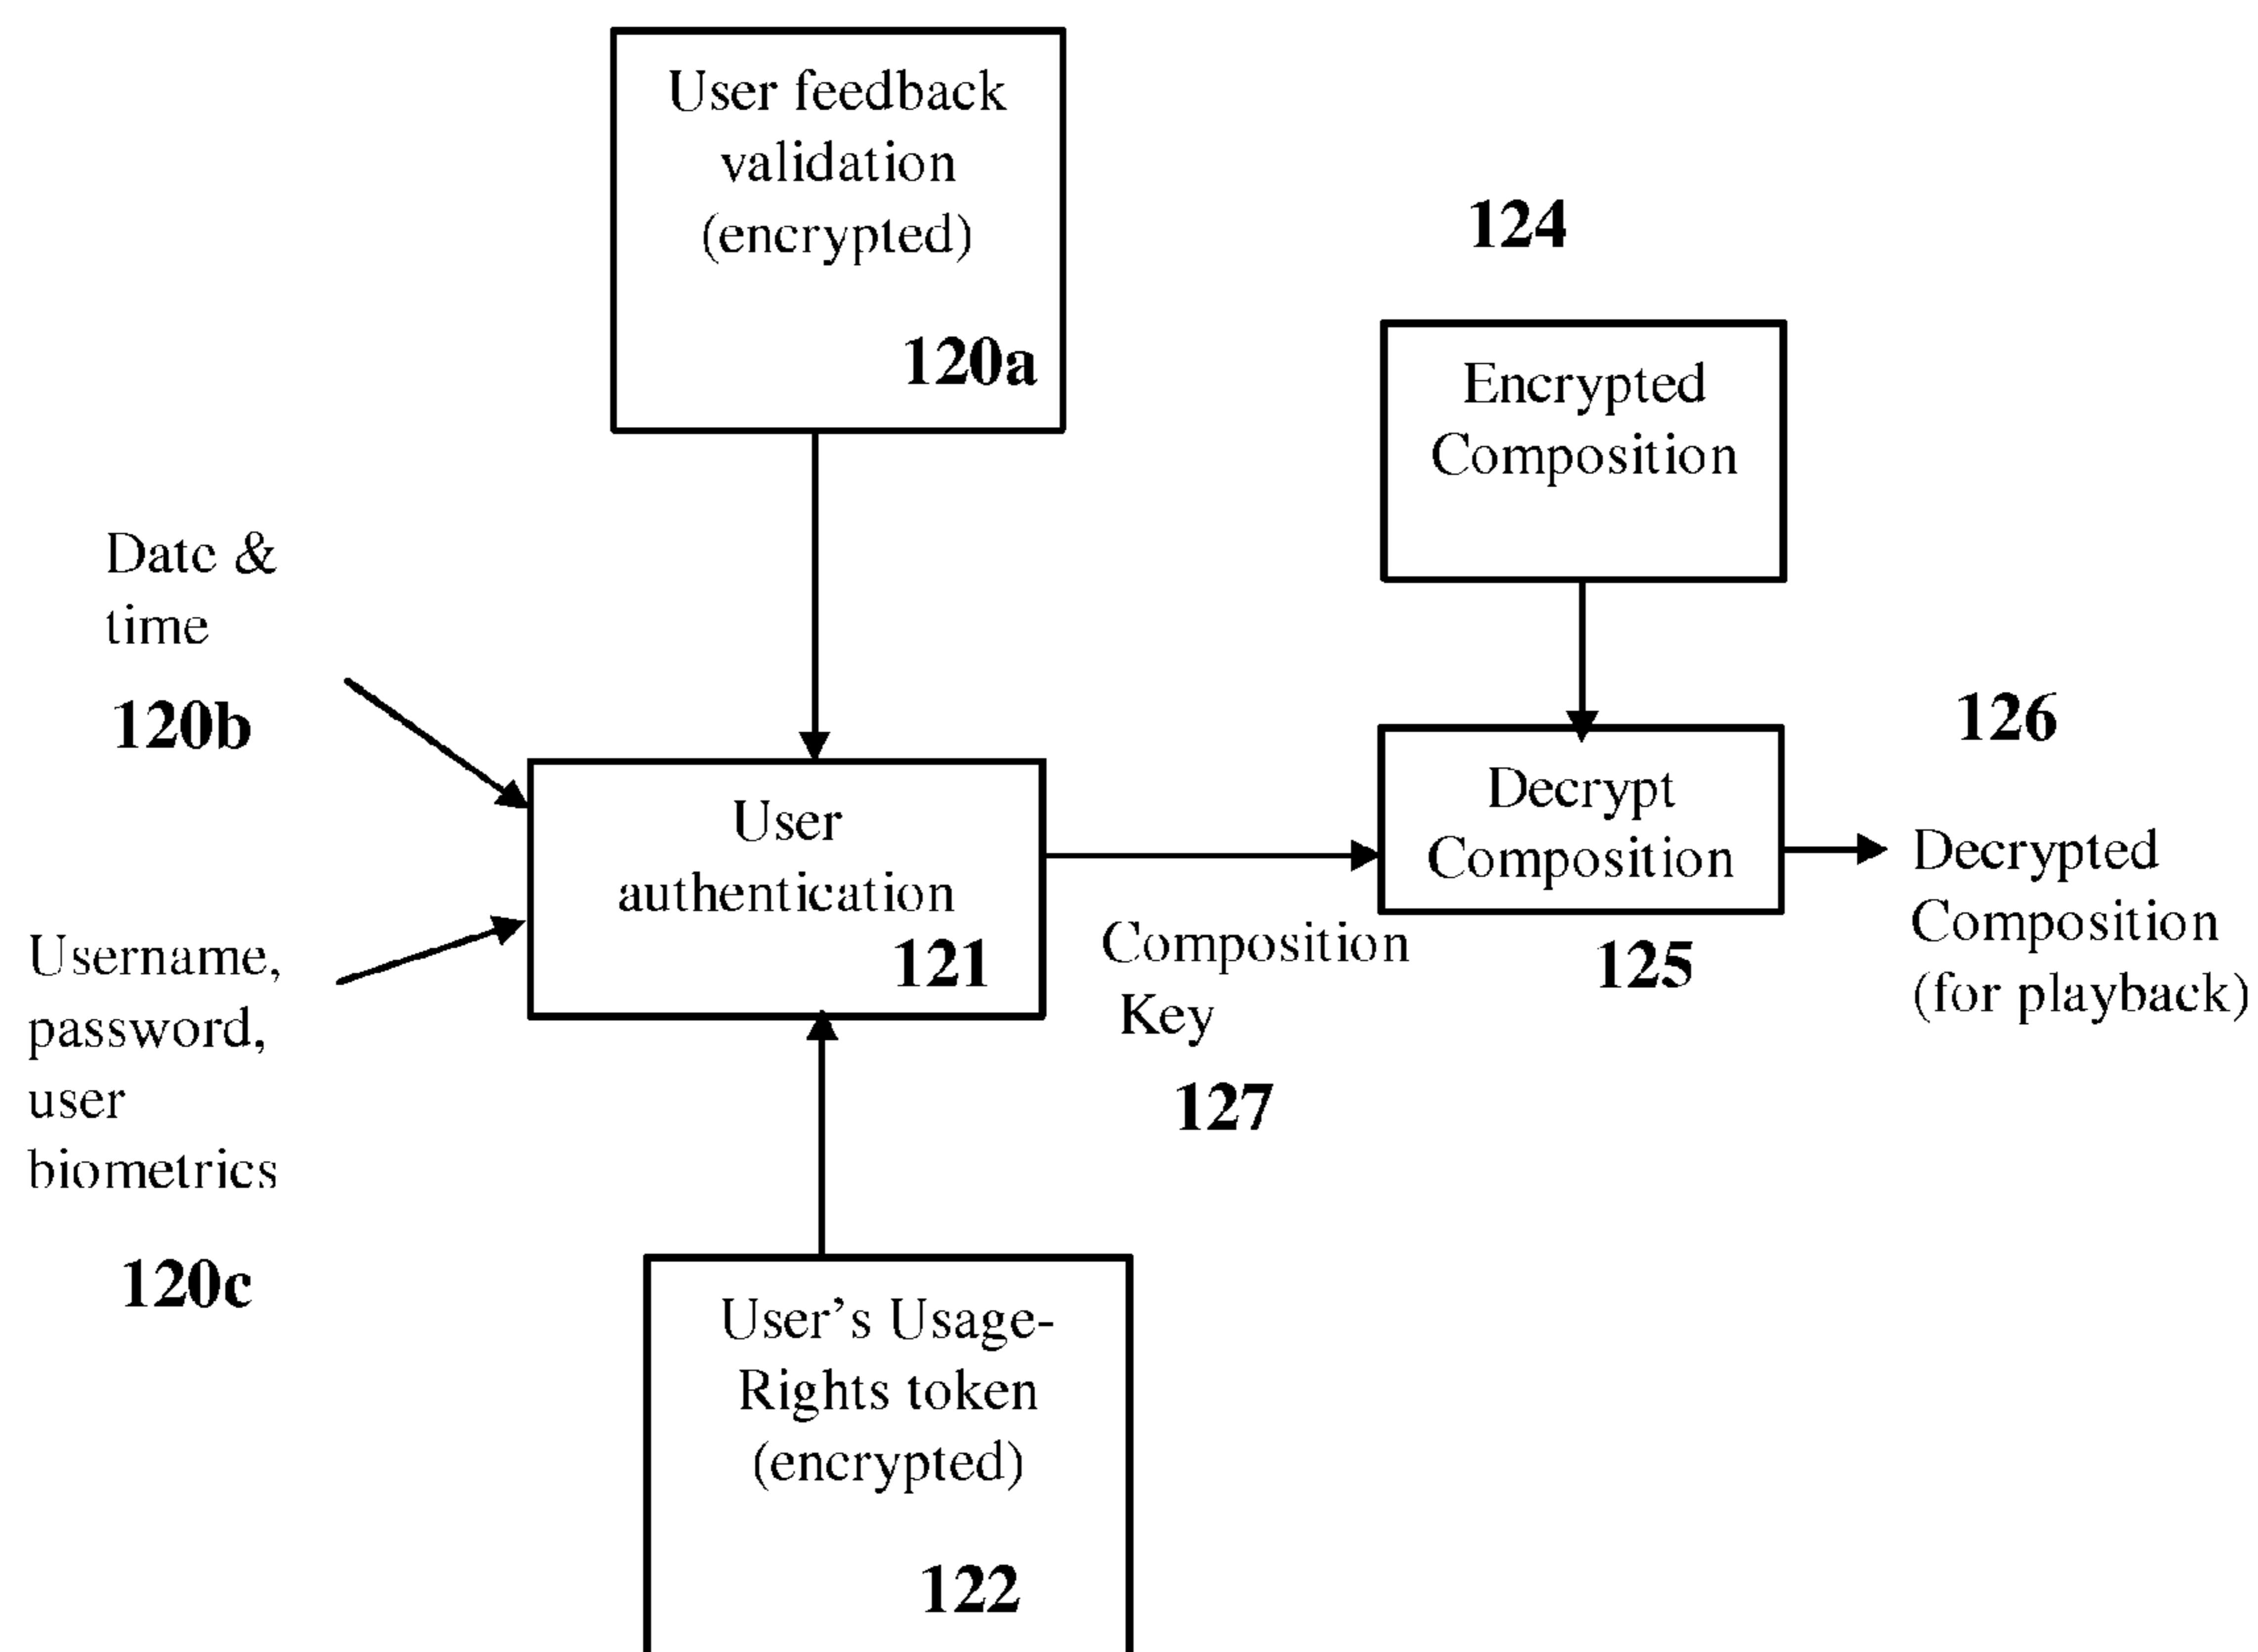 User feedback
validation
(encrypted)
120a
124
Encrypted
Composition
Date &
time
120b
User
authentication
121
Username,
password,
user
biometrics
120c
Composition
Key
127
Decrypt
Composition
125
126
Decrypted
Composition
(for playback)
User's Usage-
Rights token
(encrypted)
122